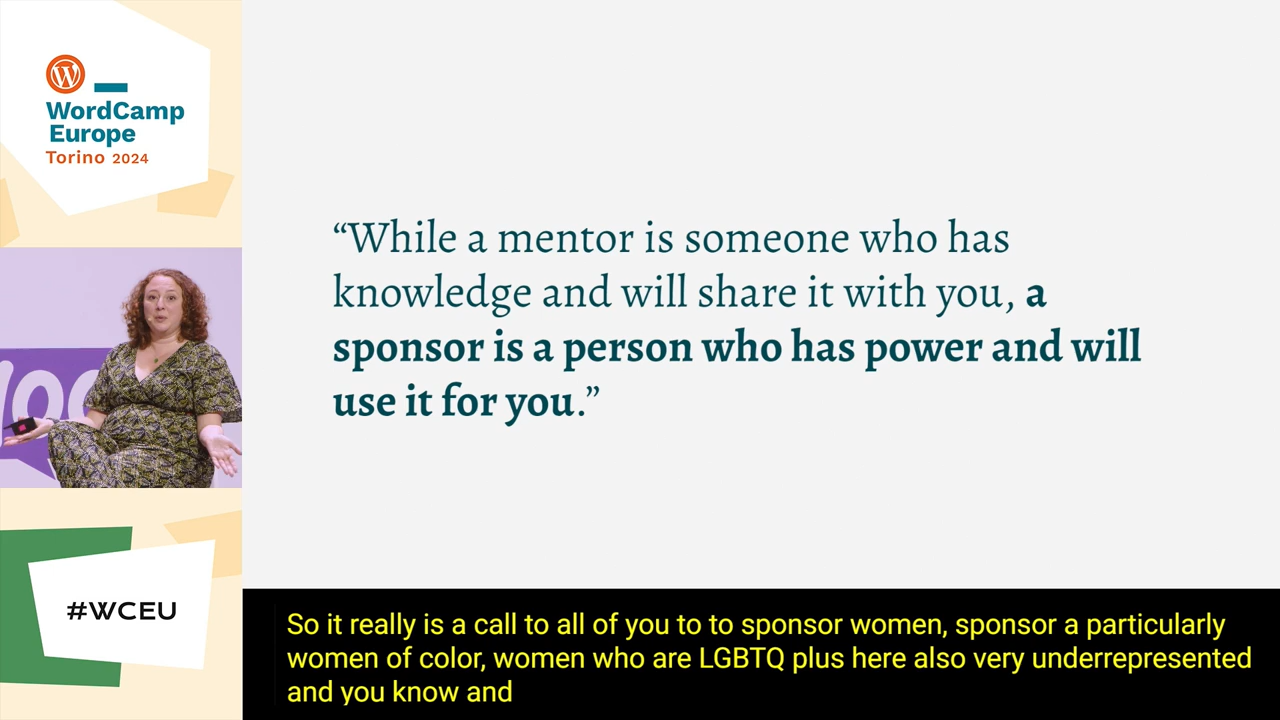 WordCamp
Europe
Torino 2024
“While a mentor is someone who has
knowledge and will share it with you, a
sponsor is a person who has power and will
use it for you.”
#WCEU
So it really is a call to all of you to to sponsor women, sponsor a particularly
women of color, women who are LGBTQ plus here also very underrepresented
and you know and